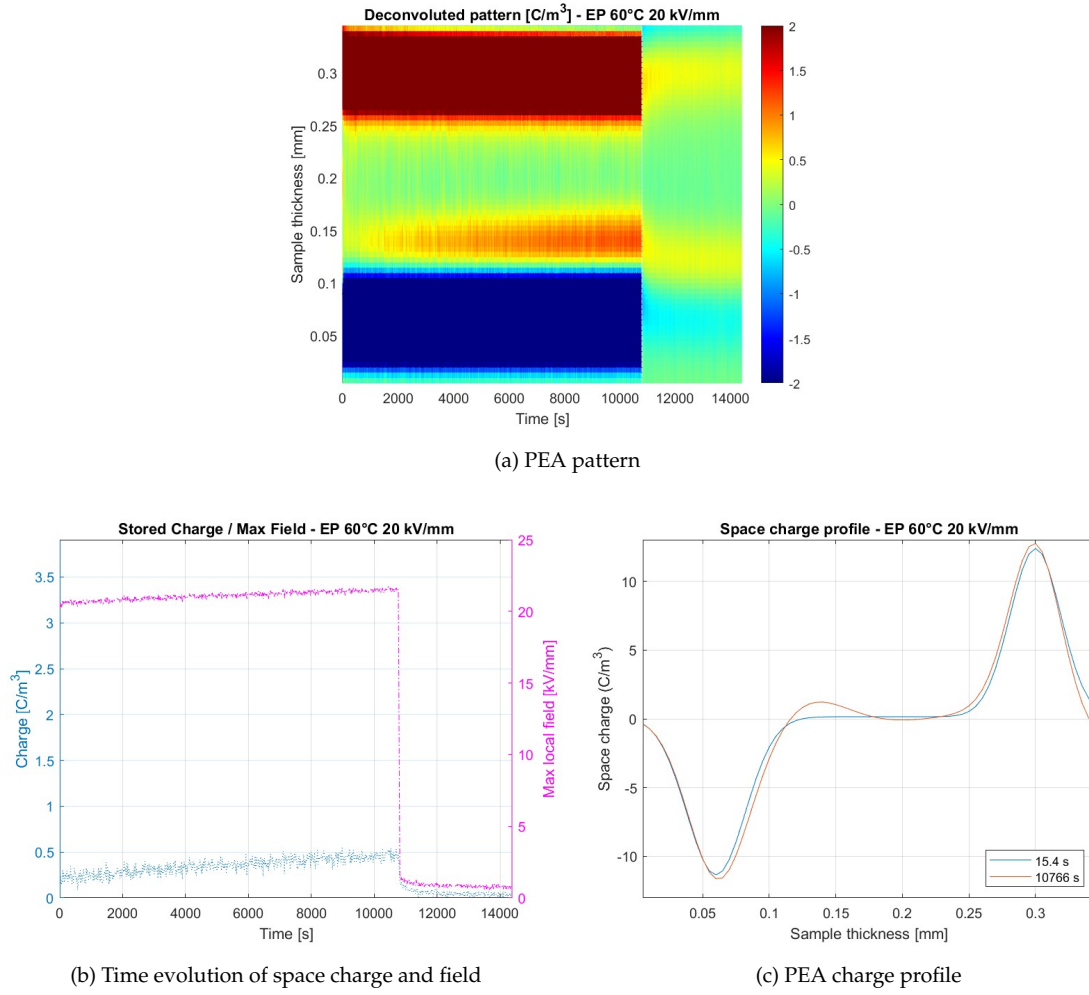 Deconvoluted pattern [C/m³] - EP 60°C 20 kV/mm
Sample thickness [mm]
0.3
0.25
0.2
0.15
0.1
0.05
0 2000 4000 6000 8000 10000 12000 14000
Time [s]
2
1.5
1
0.5
0
-0.5
-1
-1.5
-2
(a) PEA pattern
Stored Charge / Max Field - EP 60°C 20 kV/mm
Charge [C/m³]
3.5
3
2.5
2
1.5
1
0.5
0
0 2000 4000 6000 8000 10000 12000 14000
Time [s]
25
20
15
10
5
0
Max local field [kV/mm]
(b) Time evolution of space charge and field
Space charge profile - EP 60°C 20 kV/mm
Space charge (C/m³)
10
5
0
-5
-10
0.05 0.1 0.15 0.2 0.25 0.3
Sample thickness [mm]
15.4 s
10766 s
(c) PEA charge profile